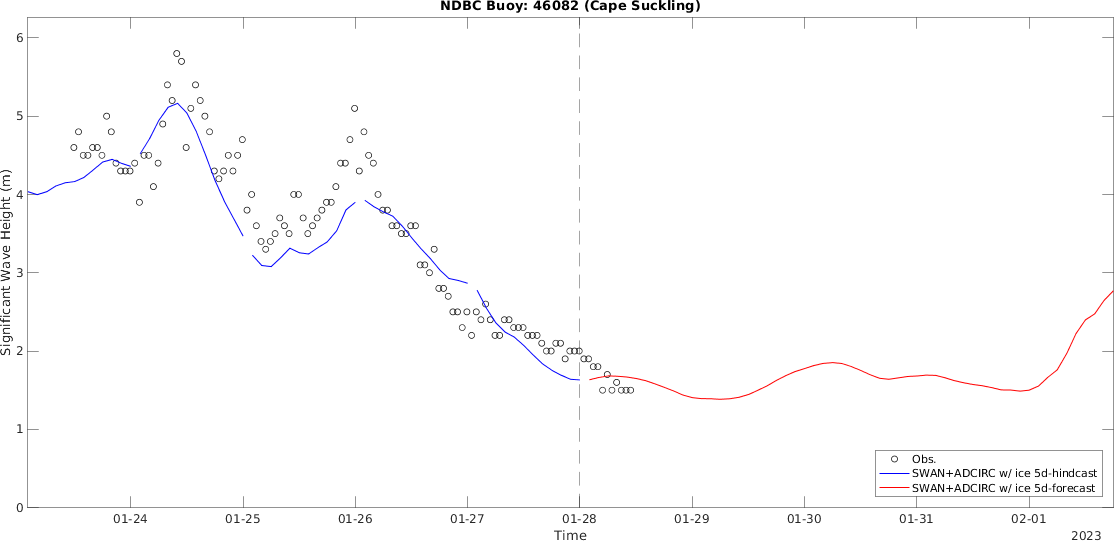 NDBC Buoy: 46082 (Cape Suckling)
Significant Wave Height (m)
6
5
4
3
2
1
0
Obs.
SWAN+ADCIRC w/ ice 5d-hindcast
SWAN+ADCIRC w/ ice 5d-forecast
01-24 01-25 01-26 01-27 01-28 01-29 01-30 01-31 02-01
Time
2023